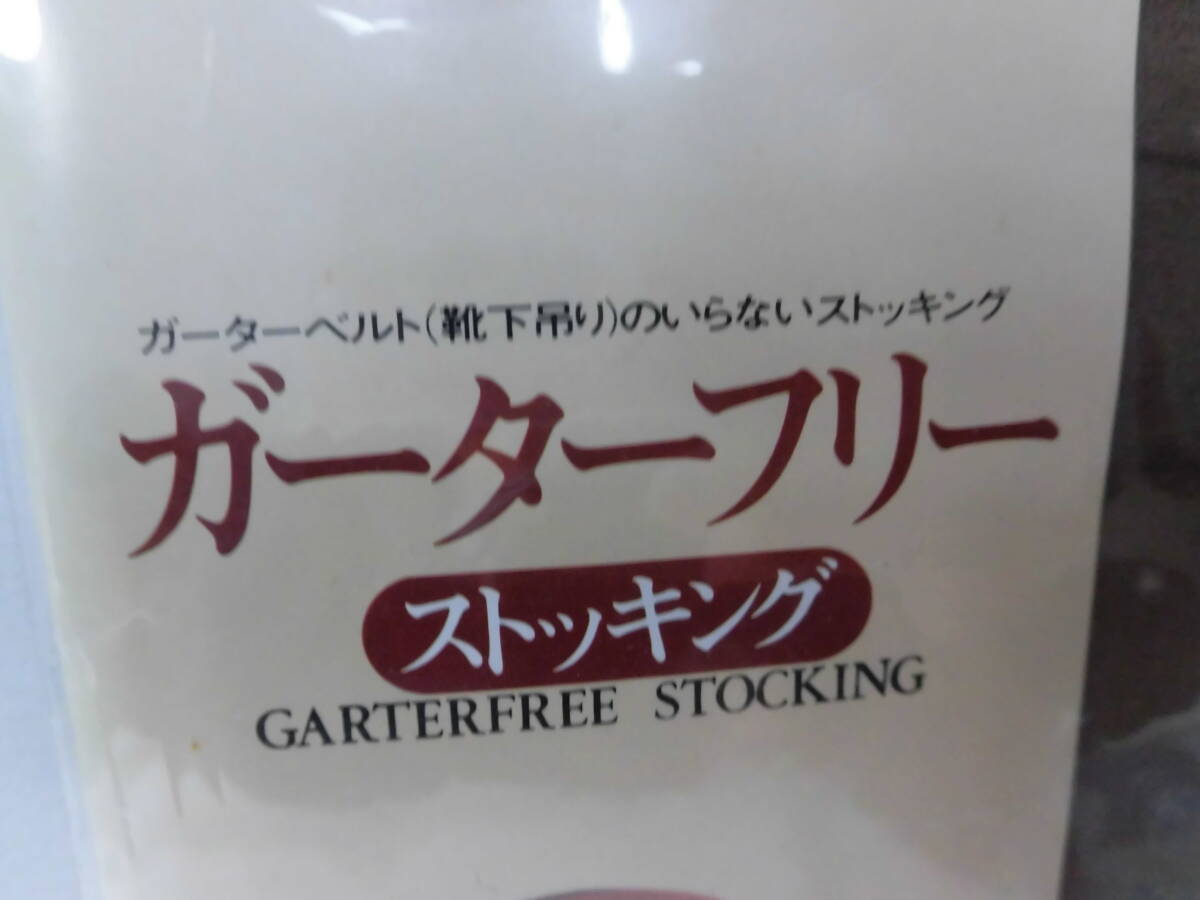 ガーターベルト(靴下吊り)のいらないストッキング
ガーターフリー
ストッキング
GARTERFREE STOCKING